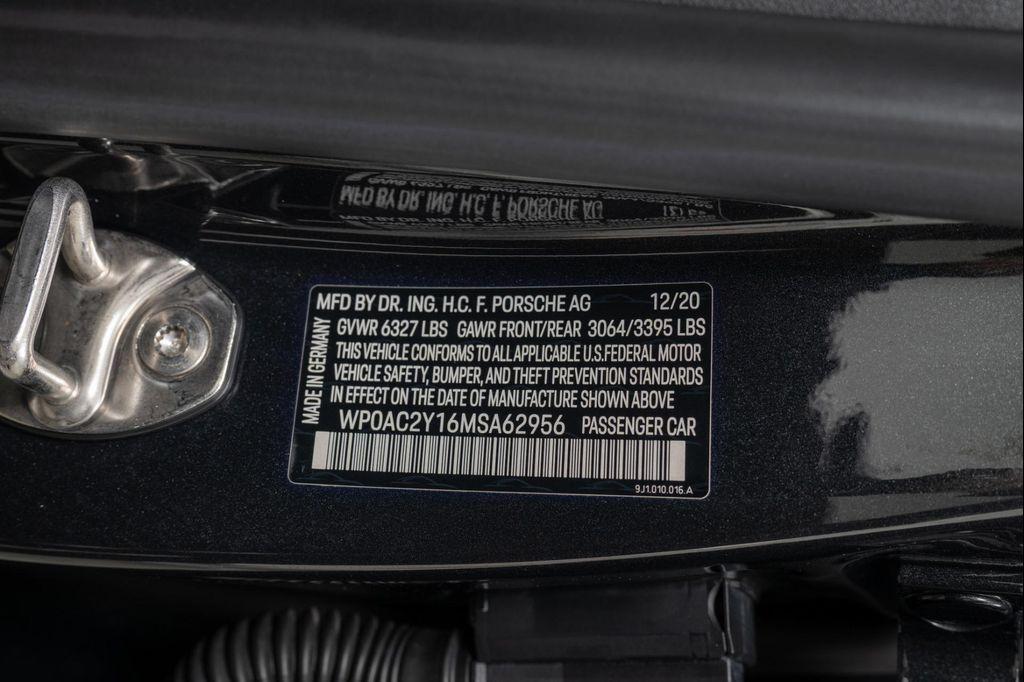 MFD BY DR. ING. H.C. F. PORSCHE AG 12/20
GVWR 6327 LBS GAWR FRONT/REAR 3064/3395 LBS
THIS VEHICLE CONFORMS TO ALL APPLICABLE U.S.FEDERAL MOTOR
VEHICLE SAFETY, BUMPER, AND THEFT PREVENTION STANDARDS
IN EFFECT ON THE DATE OF MANUFACTURE SHOWN ABOVE
MADE IN GERMANY
WP0AC2Y16MSA62956 PASSENGER CAR
9J1.010.016.A